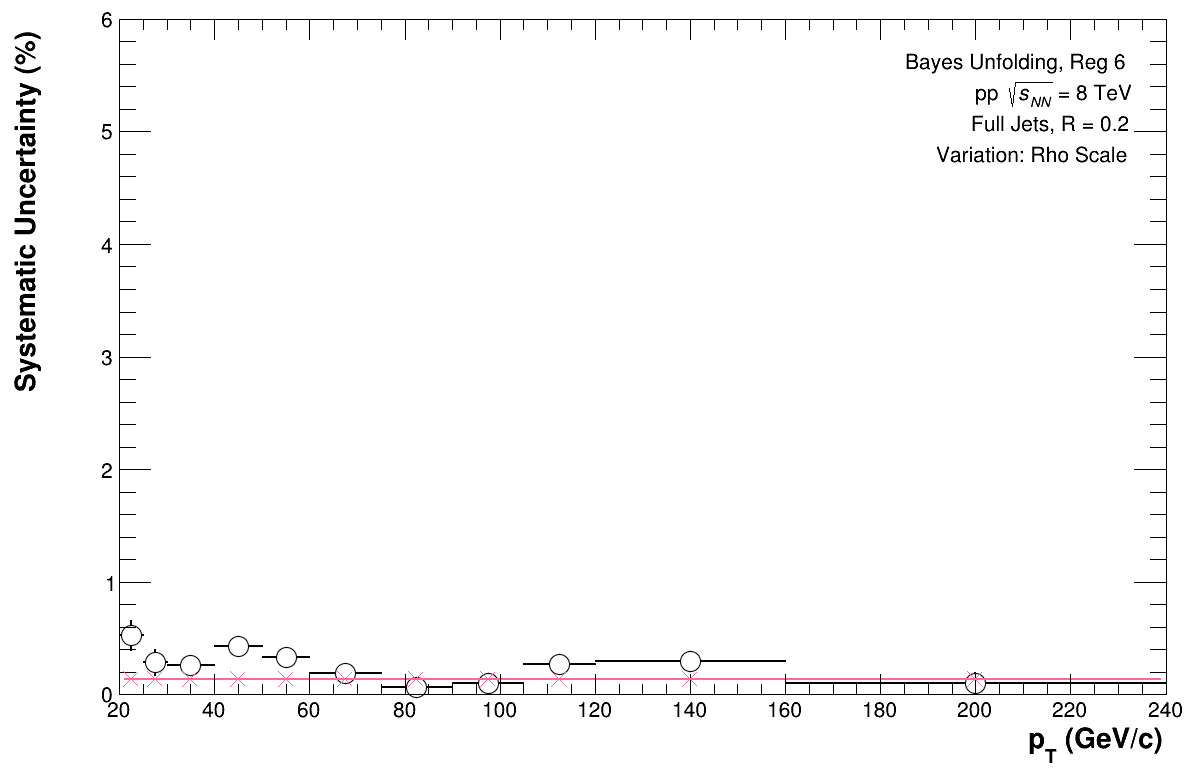 Systematic Uncertainty (%)
6
5
4
3
2
1
0
Bayes Unfolding, Reg 6
pp √s_NN = 8 TeV
Full Jets, R = 0.2
Variation: Rho Scale
20 40 60 80 100 120 140 160 180 200 220 240
p_T (GeV/c)